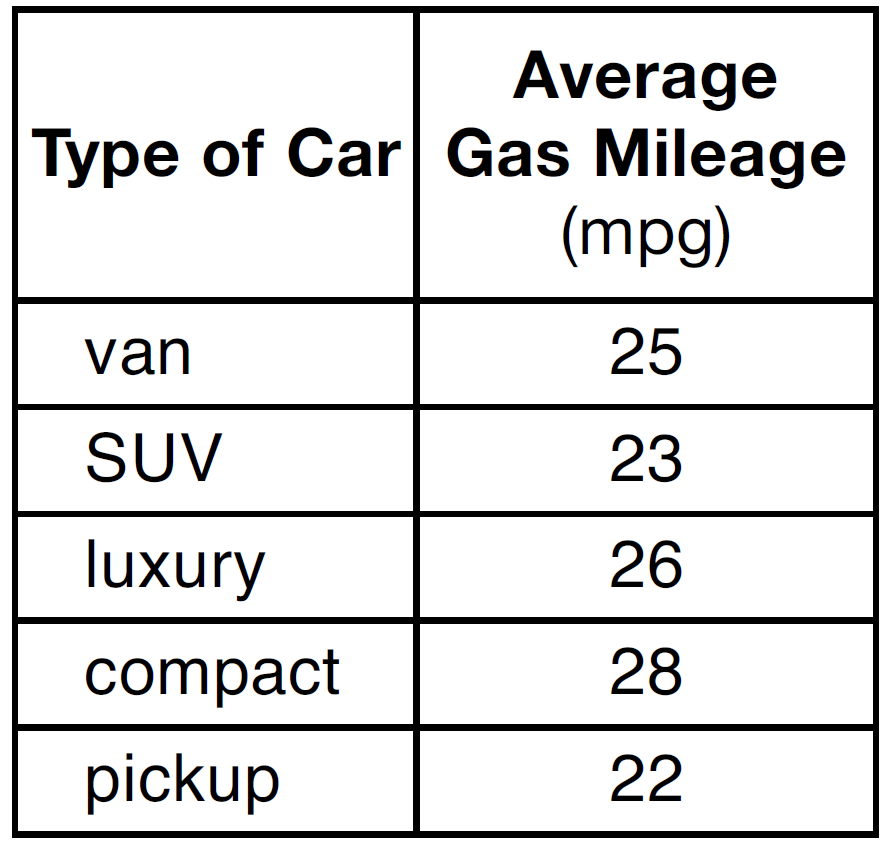 Type of Car
Average
Gas Mileage
(mpg)
van 25
SUV 23
luxury 26
compact 28
pickup 22